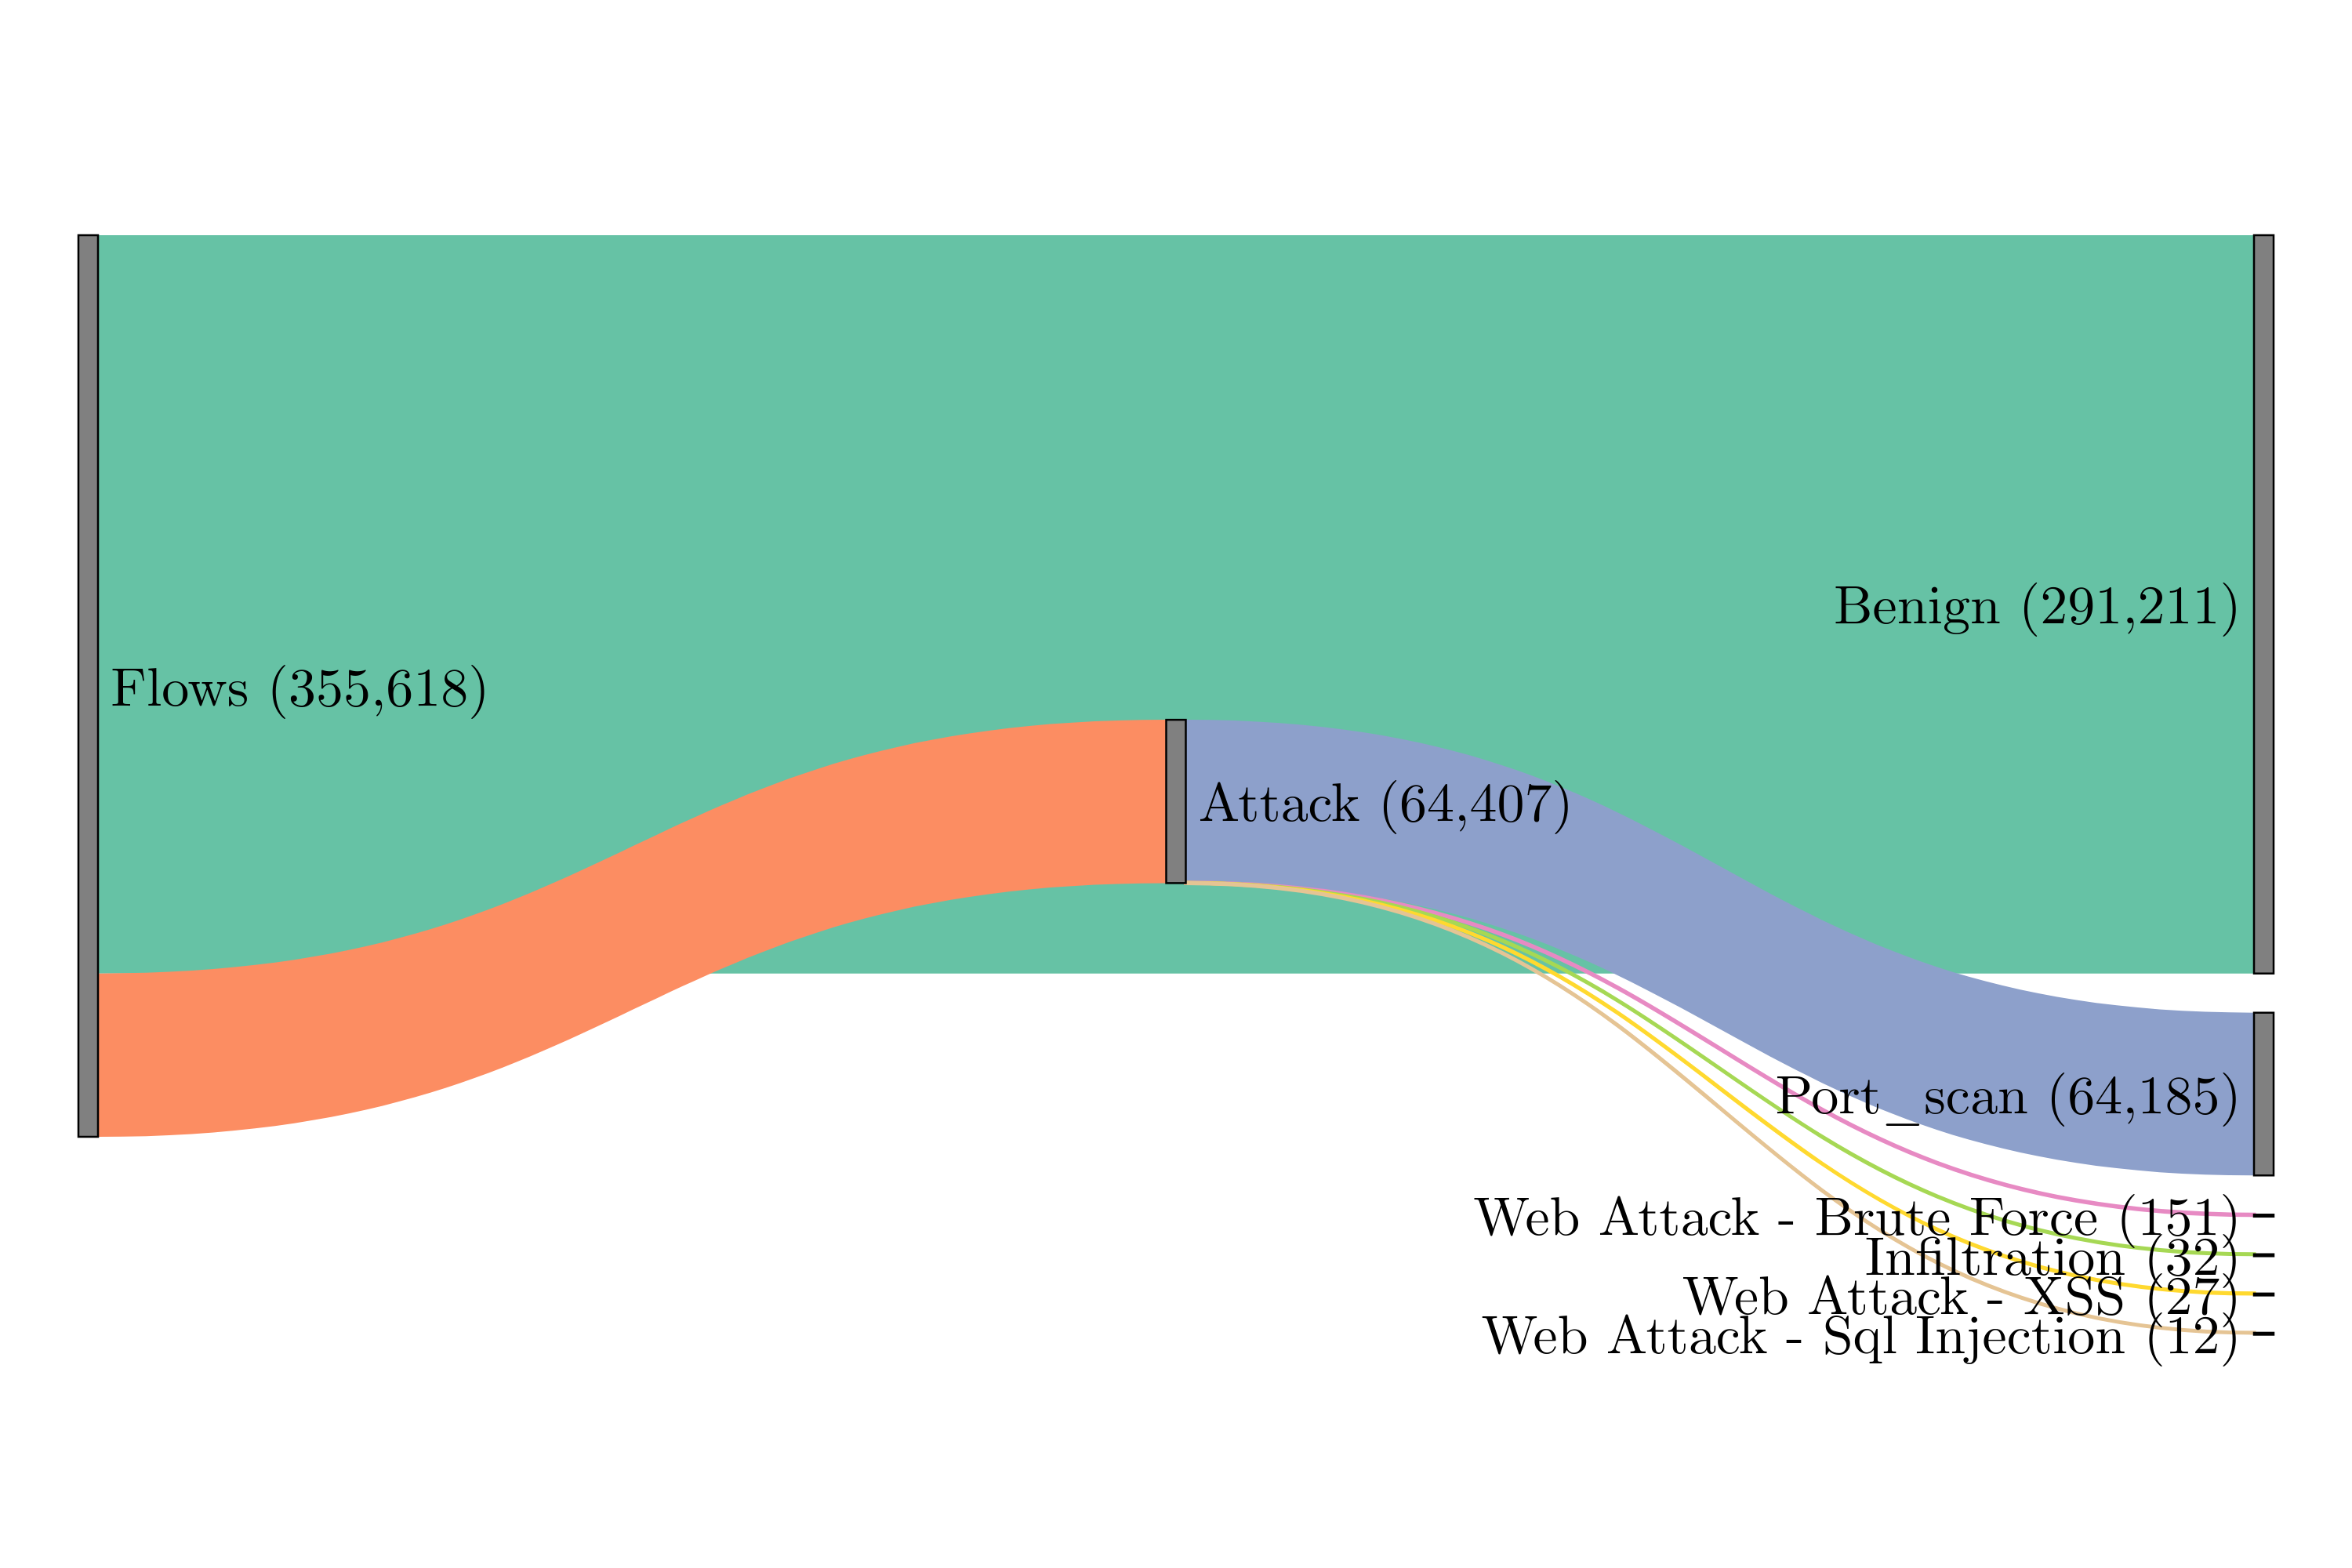 Flows (355,618)
Attack (64,407)
Benign (291,211)
Port_scan (64,185)
Web Attack - Brute Force (151)
Infiltration (32)
Web Attack - XSS (27)
Web Attack - Sql Injection (12)